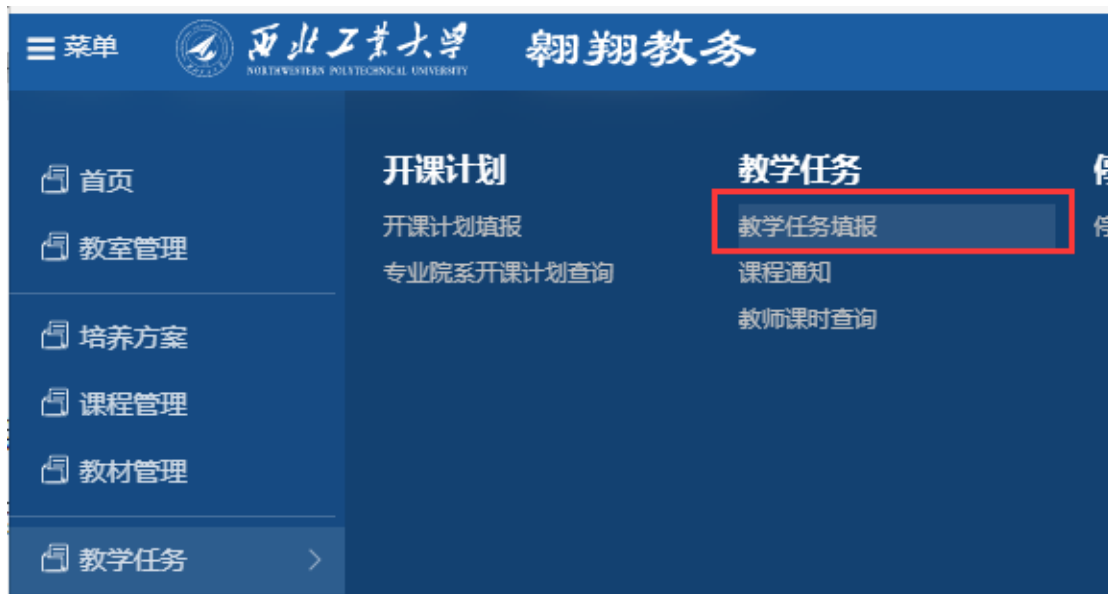 菜单
西北工业大学
NORTHWESTERN POLYTECHNICAL UNIVERSITY
翱翔教务
首页
教室管理
培养方案
课程管理
教材管理
教学任务
开课计划
开课计划填报
专业院系开课计划查询
教学任务
教学任务填报
课程通知
教师课时查询